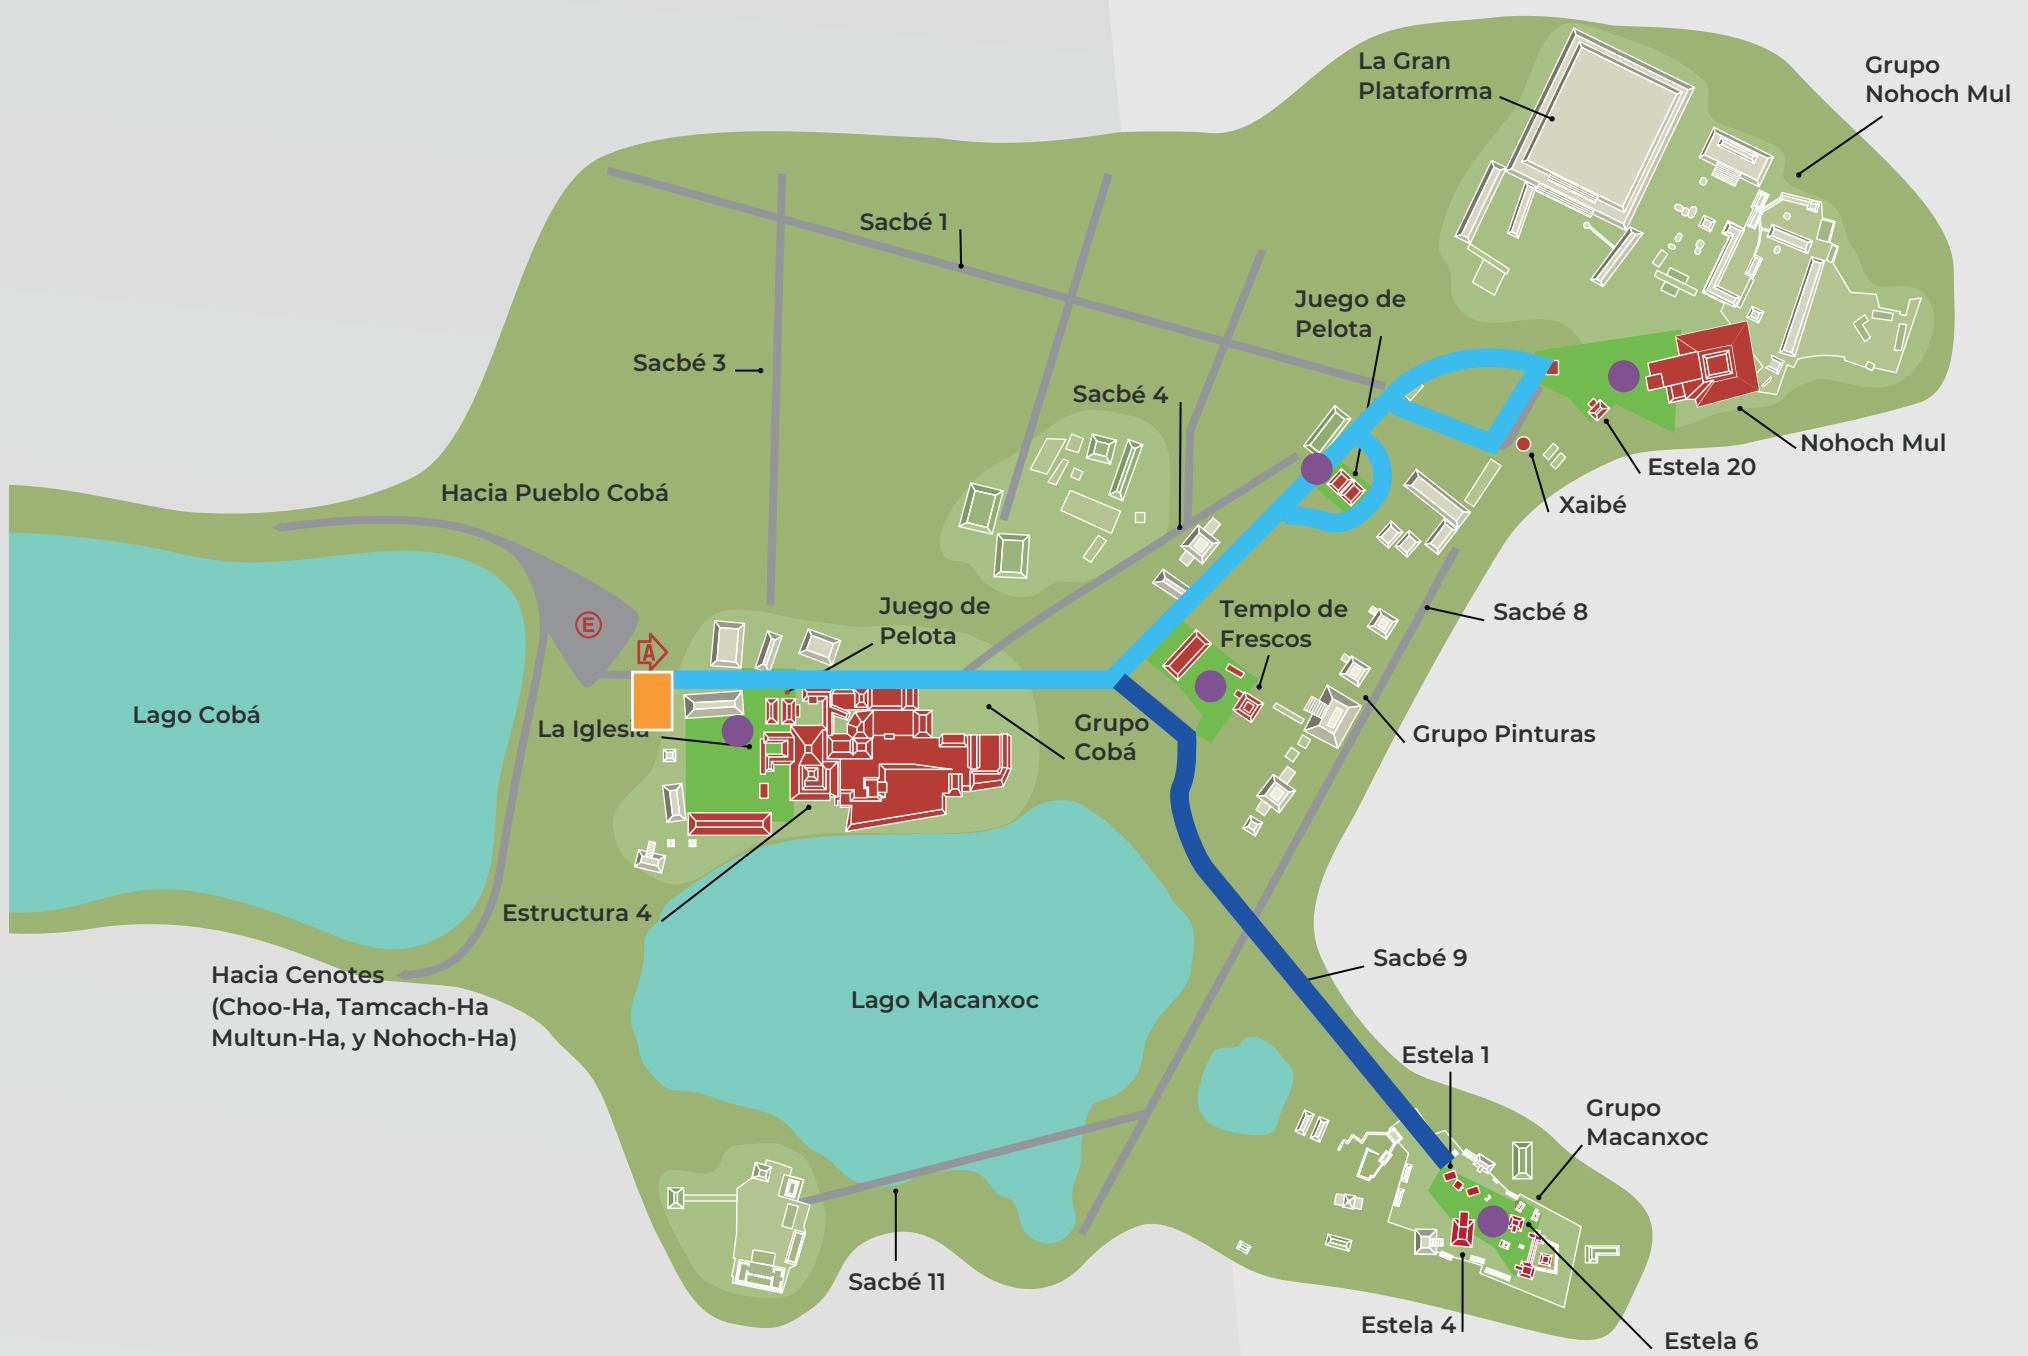 La Gran
Plataforma
Grupo
Nohoch Mul
Sacbé 1
Juego de
Pelota
Sacbé 3
Sacbé 4
Nohoch Mul
Estela 20
Hacia Pueblo Cobá
Xaibé
Juego de
Pelota
Templo de
Frescos
Sacbé 8
E
A
Lago Cobá
La Iglesia
Grupo
Cobá
Grupo Pinturas
Estructura 4
Sacbé 9
Hacia Cenotes
(Choo-Ha, Tamcach-Ha
Multun-Ha, y Nohoch-Ha)
Lago Macanxoc
Estela 1
Grupo
Macanxoc
Sacbé 11
Estela 4
Estela 6